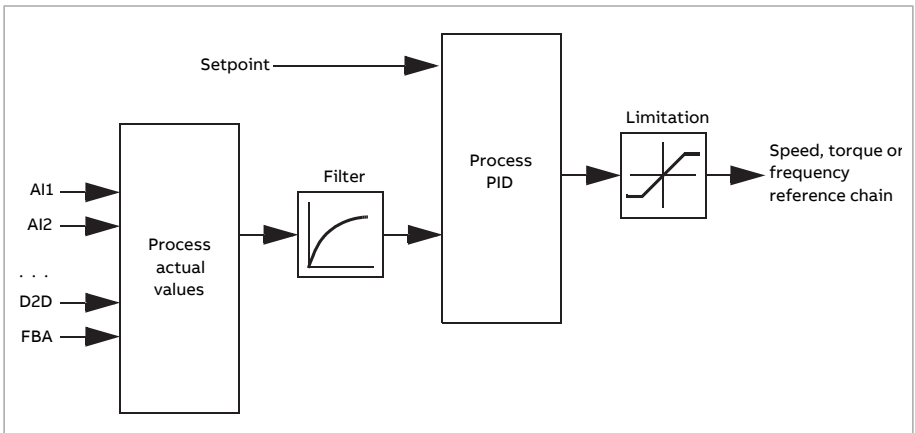 Setpoint
Limitation
Process
PID
Speed, torque or
frequency
reference chain
Filter
AI1
AI2
. . .
D2D
FBA
Process
actual
values